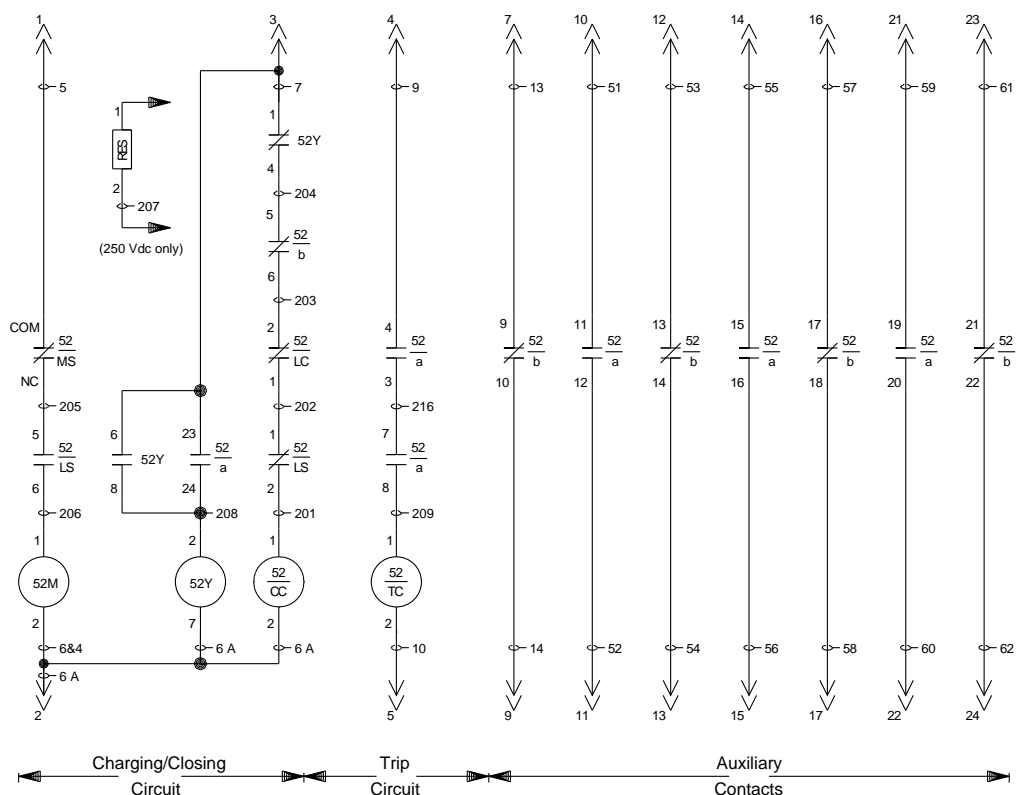 1 3 4 7 10 12 14 16 21 23
5 7 9 13 51 53 55 57 59 61
1 1
RES 52Y
4
2 204
207 5
(250 Vdc only) 52
b
6
203
COM 2 4 9 11 13 15 17 19 21
52 52 52 52 52 52 52 52 52 52
MS LC a b a b a b a b
NC 1 3 10 12 14 16 18 20 22
205 202 216
5 6 23 1 7
52 52Y 52 52 52
LS a LS a
6 8 24 2 8
206 208 201 209
1 2 1 1
52M 52Y 52 52
CC TC
2 7 2 2
6&4 6 A 6 A 10 14 52 54 56 58 60 62
6 A
2 5 9 11 13 15 17 22 24
Charging/Closing Trip Auxiliary
Circuit Circuit Contacts